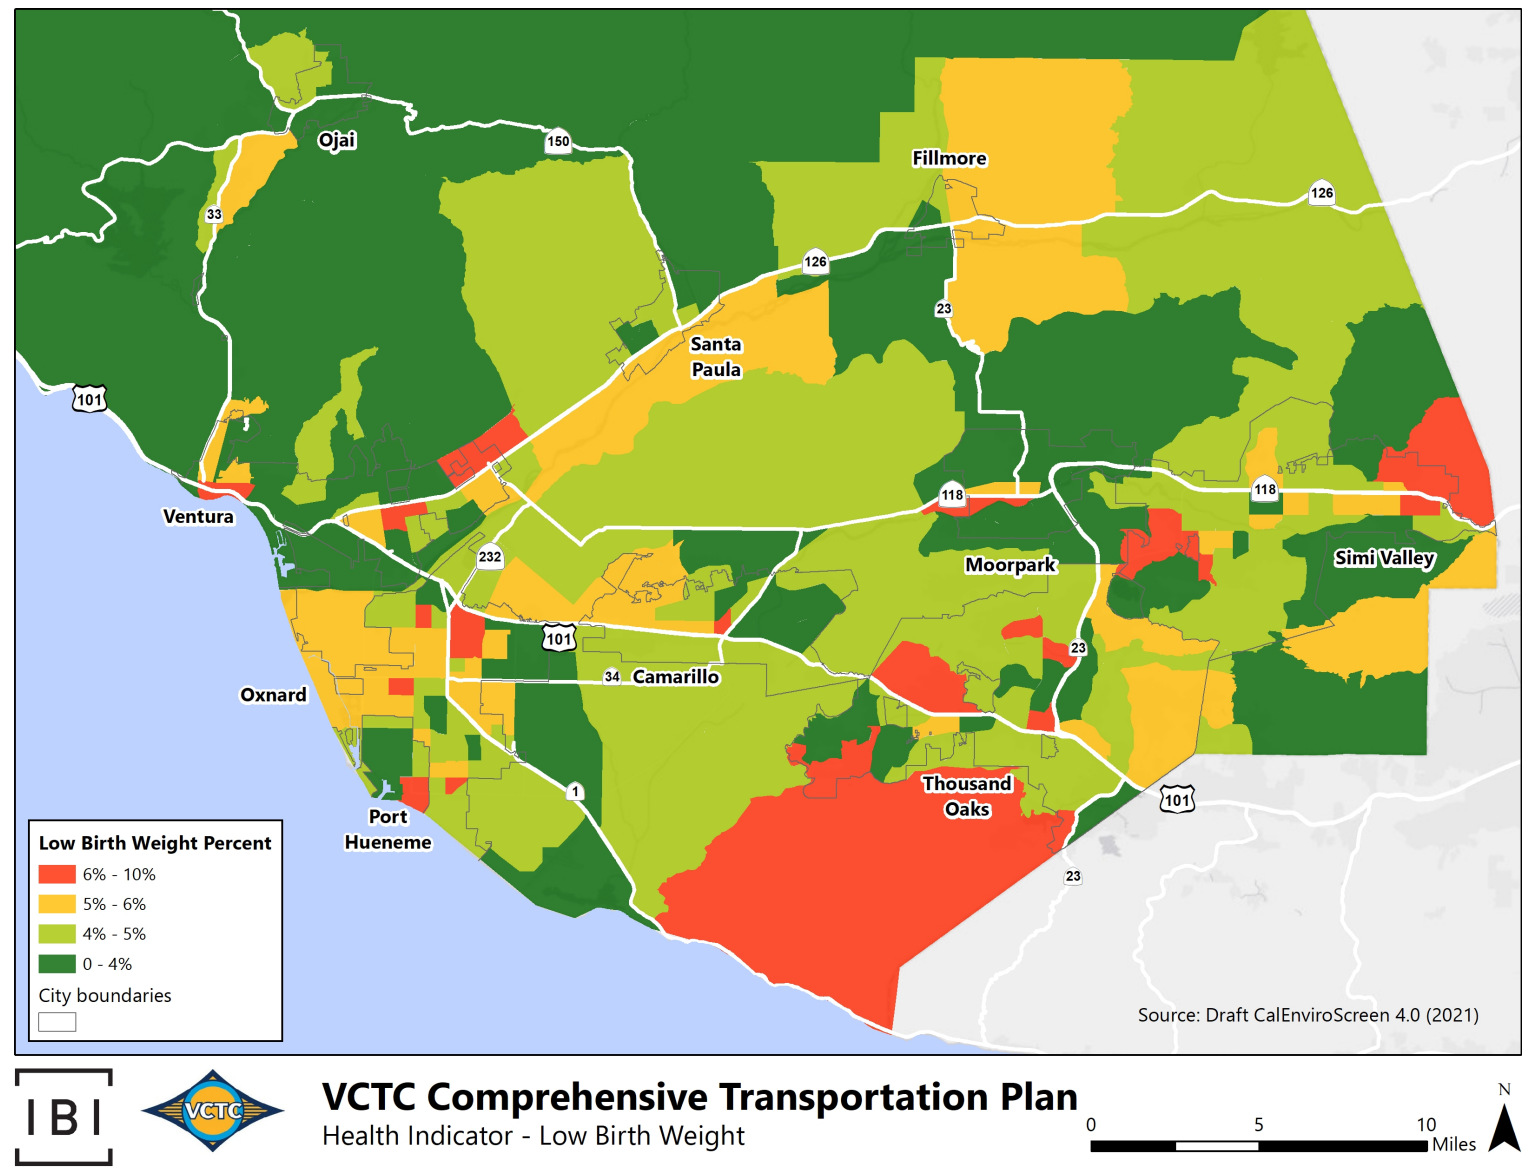 Ojai
150
33
Fillmore
126
126
23
Santa
Paula
101
118
118
Ventura
232
Moorpark
Simi Valley
101
23
34
Camarillo
Oxnard
Thousand
Oaks
1
101
Port
Hueneme
23
Low Birth Weight Percent
6% - 10%
5% - 6%
4% - 5%
0 - 4%
City boundaries
Source: Draft CalEnviroScreen 4.0 (2021)
IBI
VCTC
VCTC Comprehensive Transportation Plan
Health Indicator - Low Birth Weight
0 5 10
Miles
N